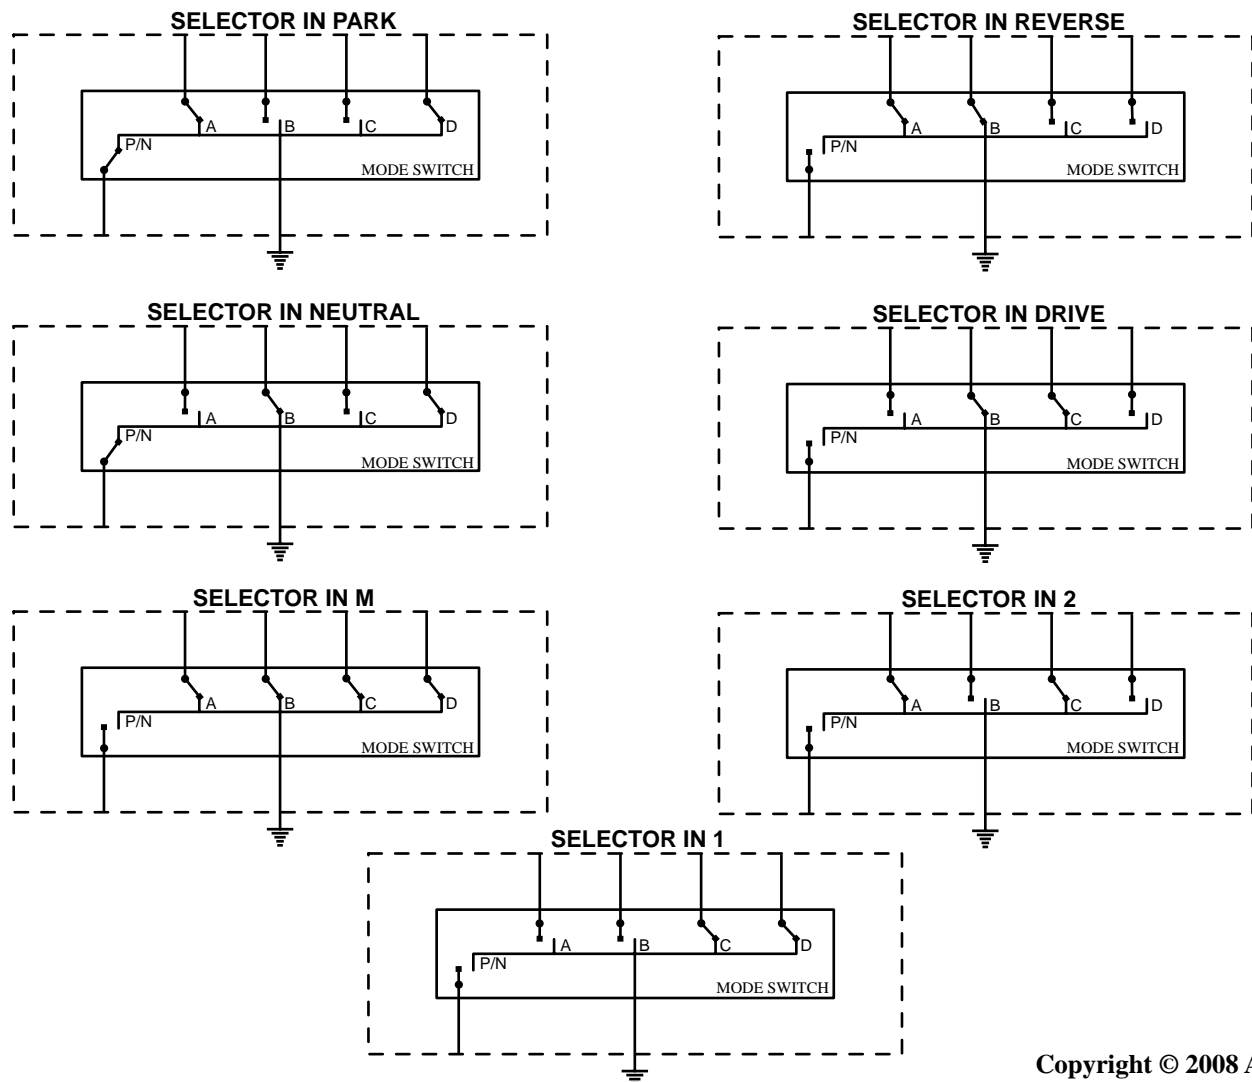 SELECTOR IN PARK
A B C D
P/N
MODE SWITCH
SELECTOR IN REVERSE
A B C D
P/N
MODE SWITCH
SELECTOR IN NEUTRAL
A B C D
P/N
MODE SWITCH
SELECTOR IN DRIVE
A B C D
P/N
MODE SWITCH
SELECTOR IN M
A B C D
P/N
MODE SWITCH
SELECTOR IN 2
A B C D
P/N
MODE SWITCH
SELECTOR IN 1
A B C D
P/N
MODE SWITCH
Copyright © 2008 A